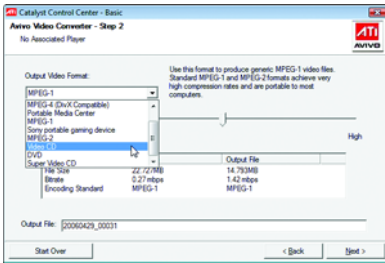 Catalyst Control Center - Basic
Avivo Video Converter - Step 2
No Associated Player
ATI
AVIVO
Output Video Format:
Use this format to produce generic MPEG-1 video files.
Standard MPEG-1 and MPEG-2 formats achieve very
high compression rates and are portable to most
computers.
MPEG-1
MPEG-4 (DivX Compatible)
Portable Media Center
MPEG-1
Sony portable gaming device
MPEG-2
Video CD
DVD
Super Video CD
High
Output File
File Size 22.727MB 14.793MB
Bitrate 0.27 mbps 1.42 mbps
Encoding Standard MPEG-1 MPEG-1
Output File: 20060429_00031
Start Over
< Back
Next >